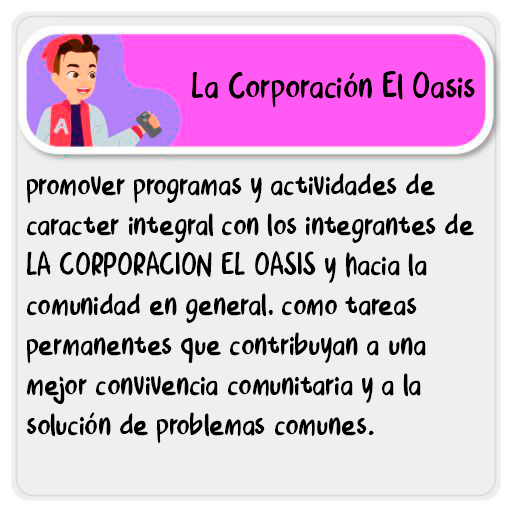 La Corporación El Oasis
A
promover programas y actividades de
caracter integral con los integrantes de
LA CORPORACION EL OASIS y hacia la
comunidad en general. como tareas
permanentes que contribuyan a una
mejor convivencia comunitaria y a la
solución de problemas comunes.